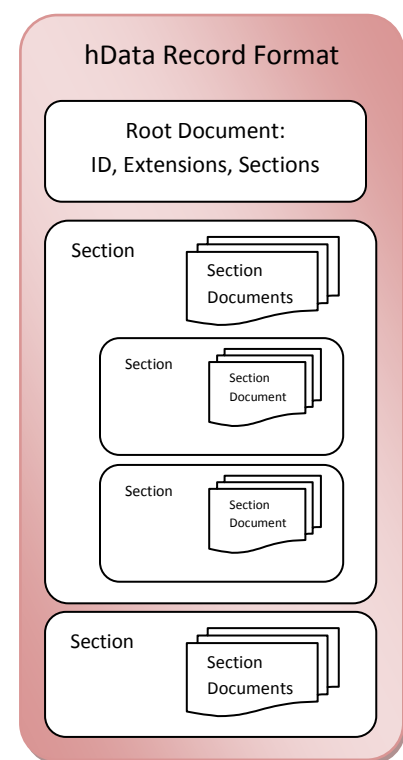 hData Record Format
Root Document:
ID, Extensions, Sections
Section
Section
Documents
Section
Section
Document
Section
Section
Document
Section
Section
Documents